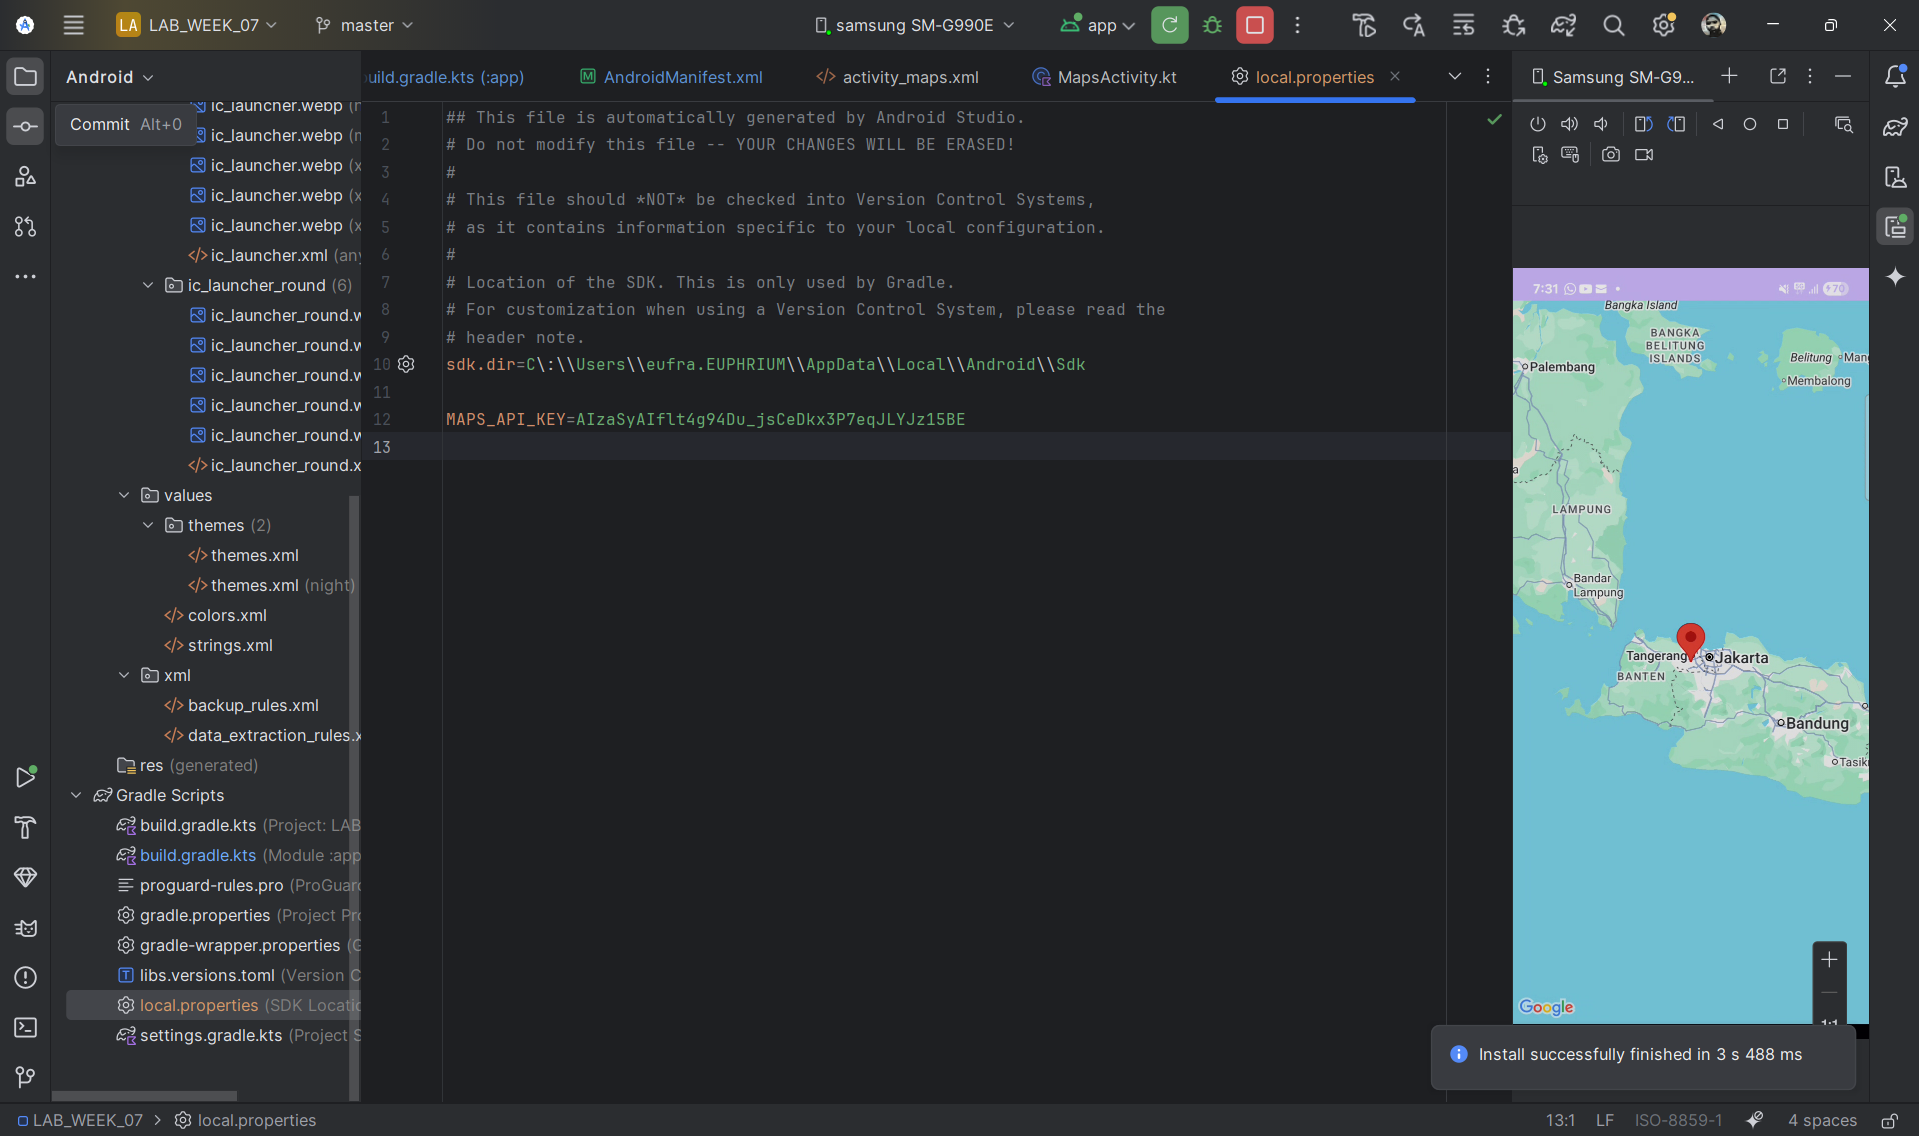 LA LAB_WEEK_07
master
samsung SM-G990E
app
Android
uild.gradle.kts (:app)
AndroidManifest.xml
activity_maps.xml
MapsActivity.kt
local.properties
Samsung SM-G9...
Commit Alt+0
ic_launcher.webp
ic_launcher.webp
ic_launcher.webp (x
ic_launcher.webp (x
ic_launcher.webp (x
ic_launcher.xml (any
ic_launcher_round (6)
ic_launcher_round.w
ic_launcher_round.w
ic_launcher_round.w
ic_launcher_round.w
ic_launcher_round.w
ic_launcher_round.x
values
themes (2)
themes.xml
themes.xml (night)
colors.xml
strings.xml
xml
backup_rules.xml
data_extraction_rules.x
res (generated)
Gradle Scripts
build.gradle.kts (Project: LAB
build.gradle.kts (Module :app
proguard-rules.pro (ProGuard
gradle.properties (Project Pro
gradle-wrapper.properties (G
libs.versions.toml (Version C
local.properties (SDK Locatio
settings.gradle.kts (Project S
1 ## This file is automatically generated by Android Studio.
2 # Do not modify this file -- YOUR CHANGES WILL BE ERASED!
3 #
4 # This file should *NOT* be checked into Version Control Systems,
5 # as it contains information specific to your local configuration.
6 #
7 # Location of the SDK. This is only used by Gradle.
8 # For customization when using a Version Control System, please read the
9 # header note.
10 sdk.dir=C\:\\Users\\eufra.EUPHRIUM\\AppData\\Local\\Android\\Sdk
11
12 MAPS_API_KEY=AIzaSyAIflt4g94Du_jsCeDkx3P7eqJLYJz15BE
13
7:31
70
Bangka Island
BANGKA
BELITUNG
ISLANDS
Belitung
Palembang
Membalong
LAMPUNG
Bandar
Lampung
Tangerang
Jakarta
BANTEN
Bandung
Tasik
Google
1:1
Install successfully finished in 3 s 488 ms
LAB_WEEK_07 > local.properties
13:1 LF ISO-8859-1 4 spaces